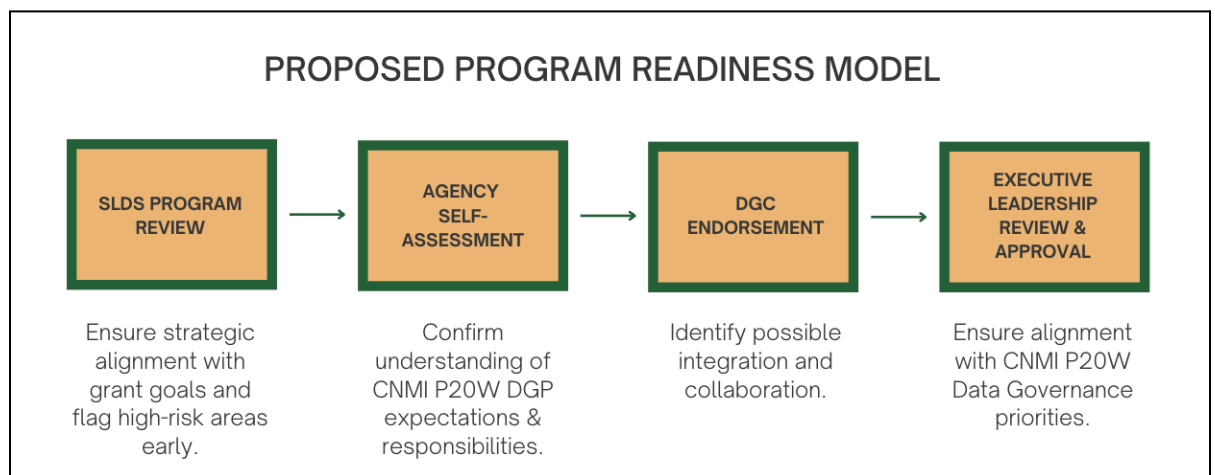 PROPOSED PROGRAM READINESS MODEL
SLDS PROGRAM
REVIEW
AGENCY
SELF-
ASSESSMENT
DGC
ENDORSEMENT
EXECUTIVE
LEADERSHIP
REVIEW &
APPROVAL
Ensure strategic
alignment with
grant goals and
flag high-risk areas
early.
Confirm
understanding of
CNMI P20W DGP
expectations &
responsibilities.
Identify possible
integration and
collaboration.
Ensure alignment
with CNMI P20W
Data Governance
priorities.